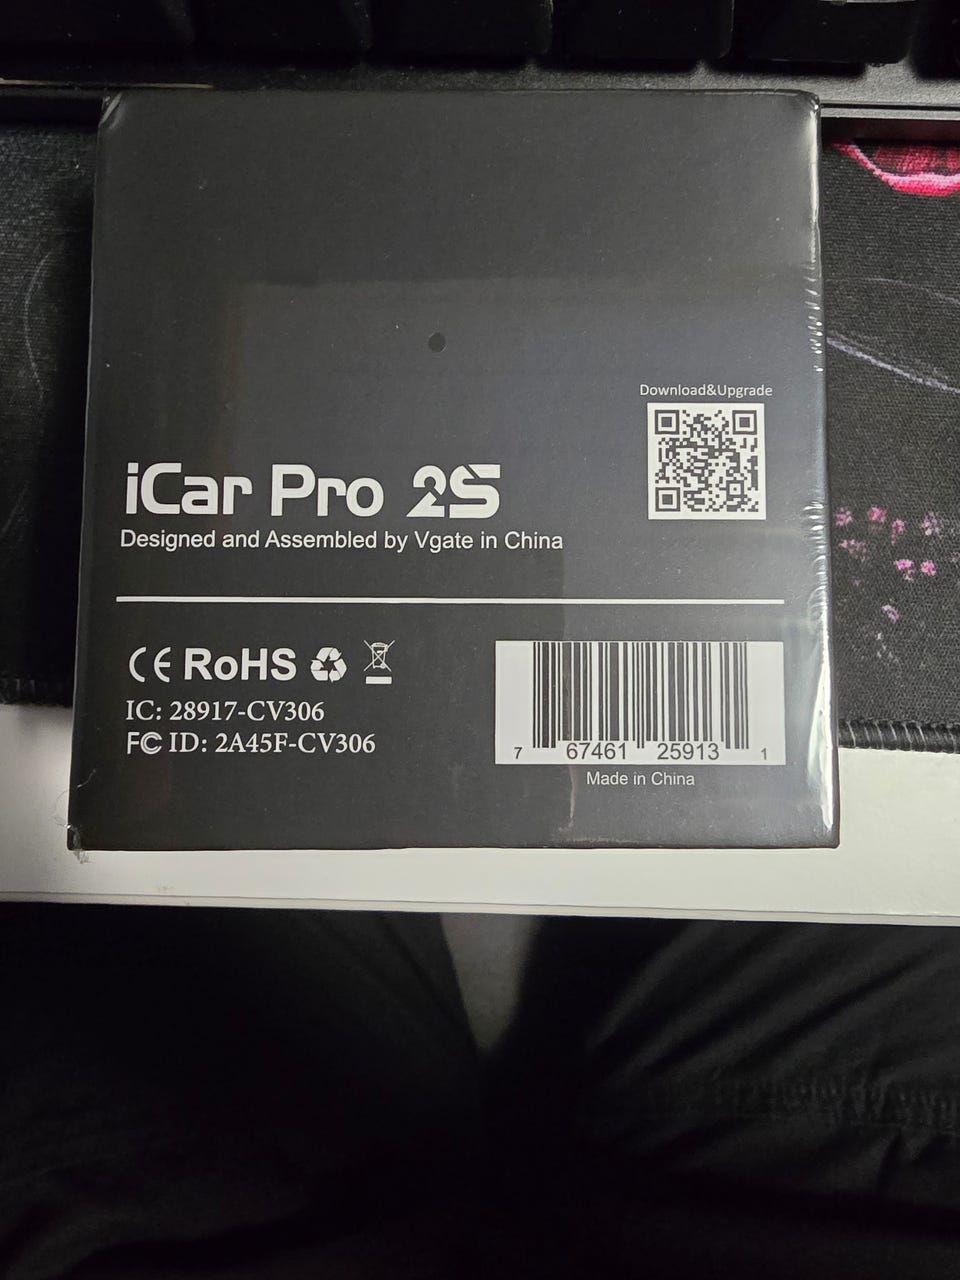 Download&Upgrade
iCar Pro 2S
Designed and Assembled by Vgate in China
CE RoHS
IC: 28917-CV306
FC ID: 2A45F-CV306
7 67461 25913 1
Made in China